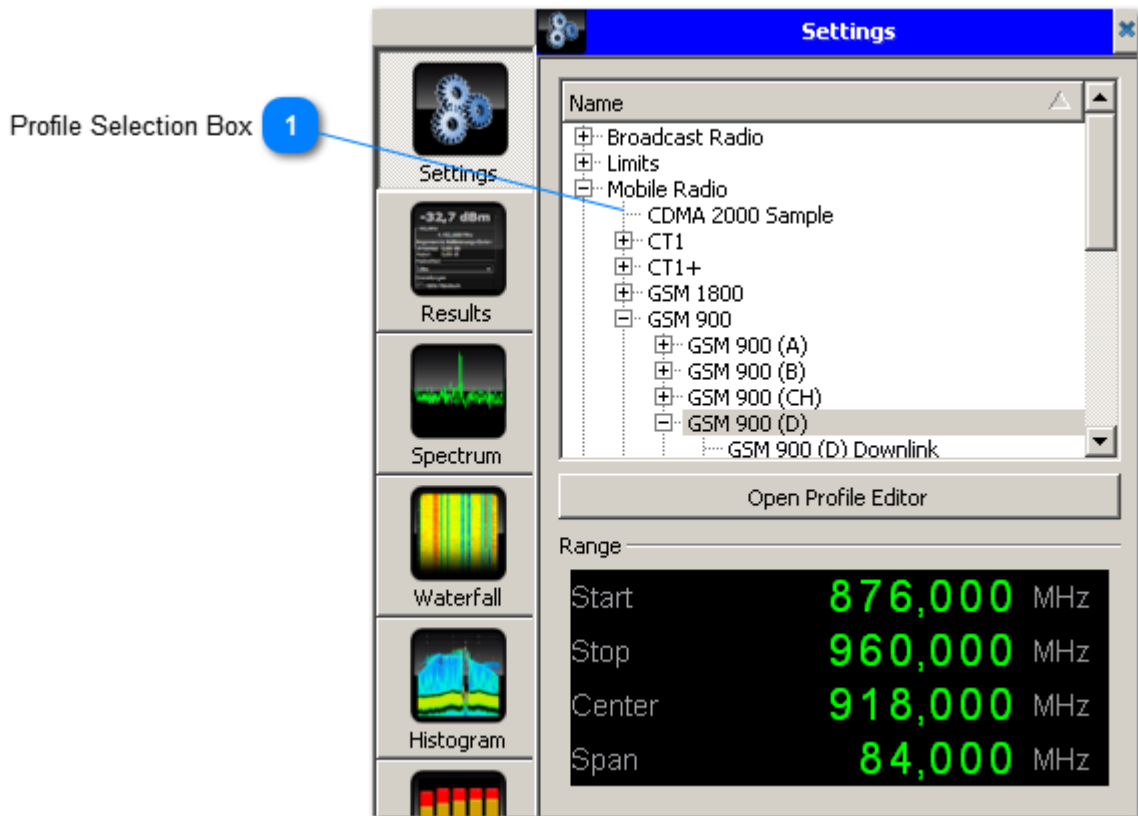 Profile Selection Box 1
Settings
Results
Spectrum
Waterfall
Histogram
Settings
Name
Broadcast Radio
Limits
Mobile Radio
CDMA 2000 Sample
CT1
CT1+
GSM 1800
GSM 900
GSM 900 (A)
GSM 900 (B)
GSM 900 (CH)
GSM 900 (D)
GSM 900 (D) Downlink
Open Profile Editor
Range
Start 876,000 MHz
Stop 960,000 MHz
Center 918,000 MHz
Span 84,000 MHz
-32,7 dBm